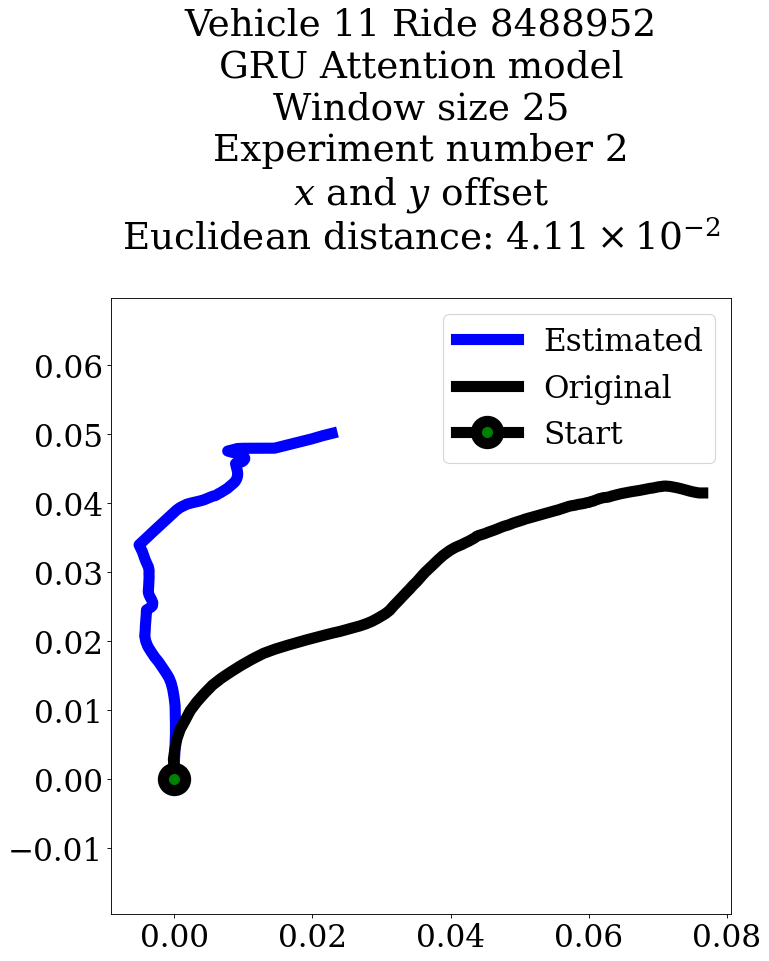 Vehicle 11 Ride 8488952
GRU Attention model
Window size 25
Experiment number 2
x and y offset
Euclidean distance: 4.11 × 10⁻²
Estimated
Original
Start
0.06
0.05
0.04
0.03
0.02
0.01
0.00
−0.01
0.00 0.02 0.04 0.06 0.08